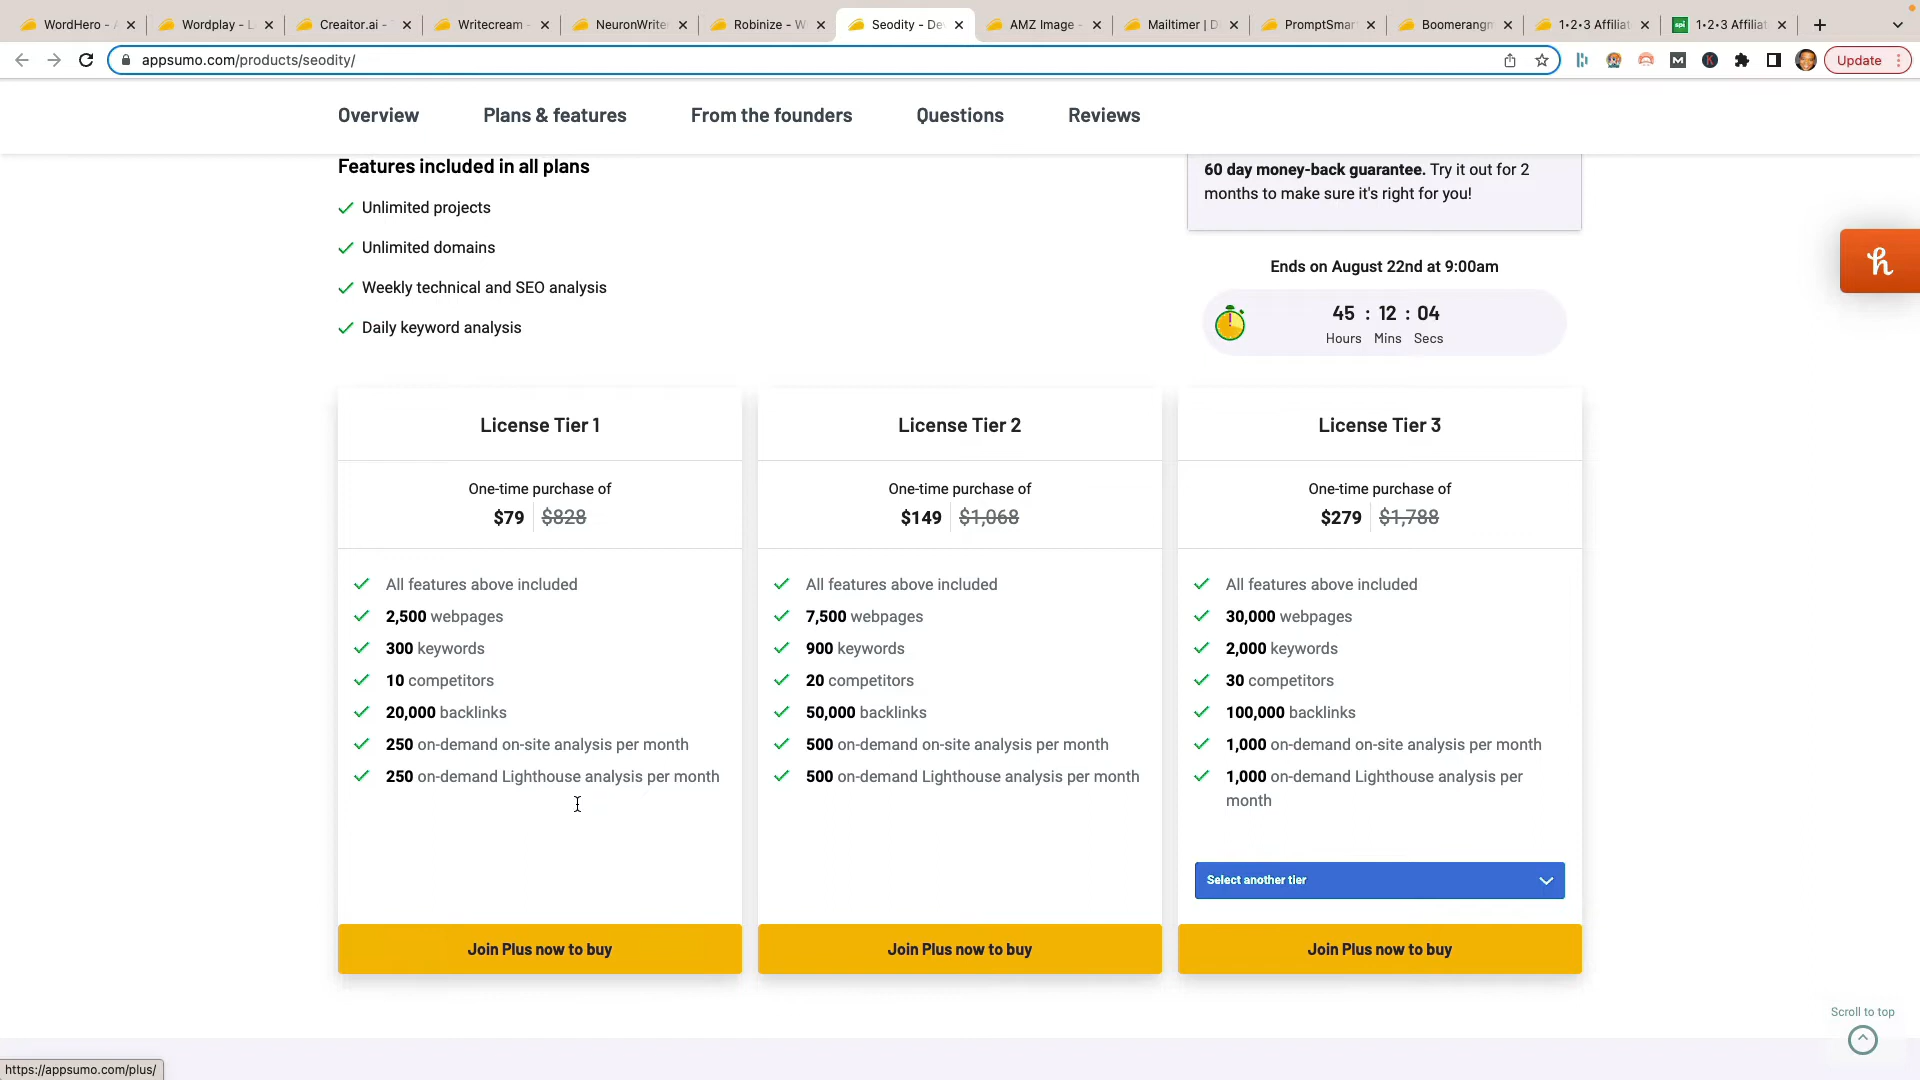 WordHero -
Wordplay - L
Creaitor.ai -
Writecream -
NeuronWrite
Robinize - W
Seodity - De
AMZ Image -
Mailtimer | D
PromptSmar
Boomerangm
1•2•3 Affiliat
spi
1•2•3 Affiliat
appsumo.com/products/seodity/
Update
Overview
Plans & features
From the founders
Questions
Reviews
Features included in all plans
Unlimited projects
Unlimited domains
Weekly technical and SEO analysis
Daily keyword analysis
60 day money-back guarantee. Try it out for 2
months to make sure it's right for you!
Ends on August 22nd at 9:00am
45 : 12 : 04
Hours Mins Secs
License Tier 1
One-time purchase of
$79 $828
All features above included
2,500 webpages
300 keywords
10 competitors
20,000 backlinks
250 on-demand on-site analysis per month
250 on-demand Lighthouse analysis per month
Join Plus now to buy
License Tier 2
One-time purchase of
$149 $1,068
All features above included
7,500 webpages
900 keywords
20 competitors
50,000 backlinks
500 on-demand on-site analysis per month
500 on-demand Lighthouse analysis per month
Join Plus now to buy
License Tier 3
One-time purchase of
$279 $1,788
All features above included
30,000 webpages
2,000 keywords
30 competitors
100,000 backlinks
1,000 on-demand on-site analysis per month
1,000 on-demand Lighthouse analysis per
month
Select another tier
Join Plus now to buy
Scroll to top
https://appsumo.com/plus/